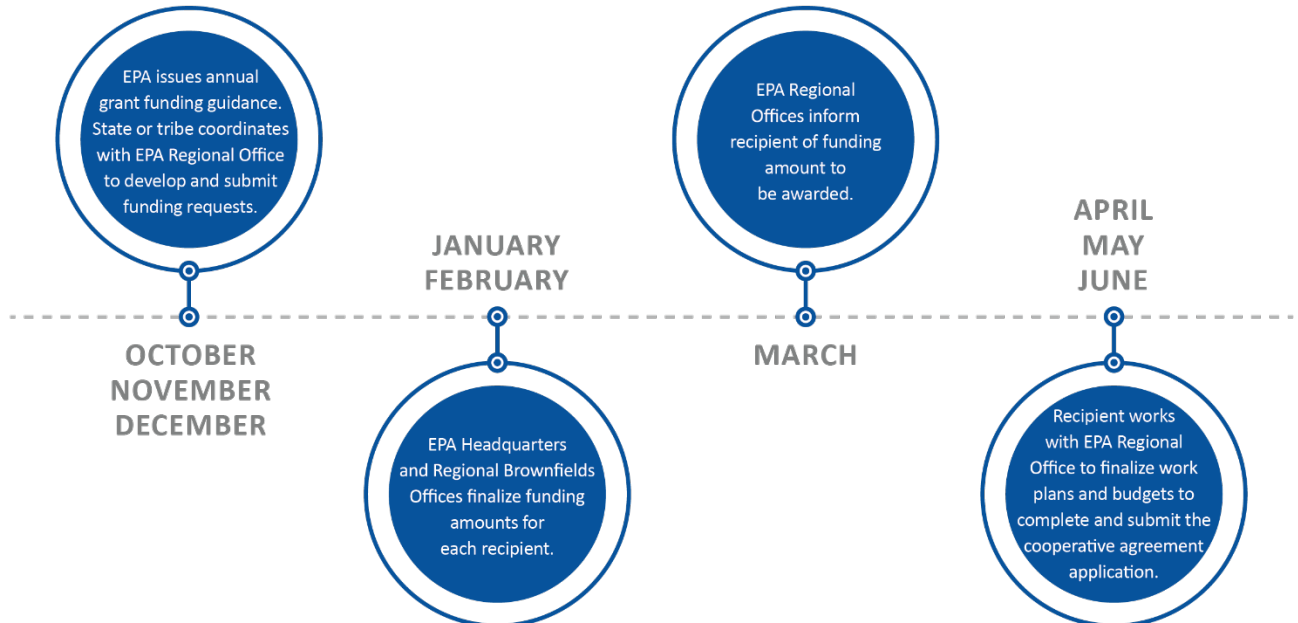 EPA issues annual
grant funding guidance.
State or tribe coordinates
with EPA Regional Office
to develop and submit
funding requests.
OCTOBER
NOVEMBER
DECEMBER
JANUARY
FEBRUARY
EPA Headquarters
and Regional Brownfields
Offices finalize funding
amounts for
each recipient.
EPA Regional
Offices inform
recipient of funding
amount to
be awarded.
MARCH
APRIL
MAY
JUNE
Recipient works
with EPA Regional
Office to finalize work
plans and budgets to
complete and submit the
cooperative agreement
application.